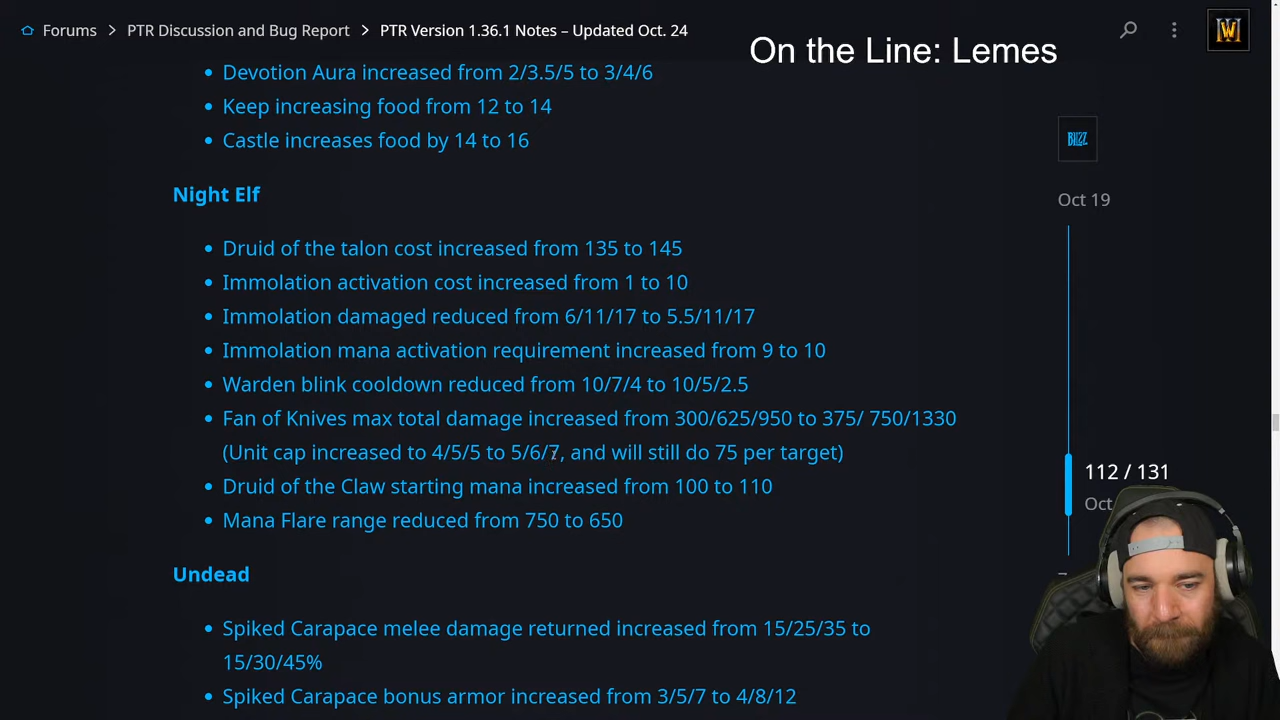 Forums > PTR Discussion and Bug Report > PTR Version 1.36.1 Notes – Updated Oct. 24
On the Line: Lemes
• Devotion Aura increased from 2/3.5/5 to 3/4/6
• Keep increasing food from 12 to 14
• Castle increases food by 14 to 16
BLIZZ
Oct 19
Night Elf
• Druid of the talon cost increased from 135 to 145
• Immolation activation cost increased from 1 to 10
• Immolation damaged reduced from 6/11/17 to 5.5/11/17
• Immolation mana activation requirement increased from 9 to 10
• Warden blink cooldown reduced from 10/7/4 to 10/5/2.5
• Fan of Knives max total damage increased from 300/625/950 to 375/ 750/1330
(Unit cap increased to 4/5/5 to 5/6/7, and will still do 75 per target)
112 / 131
Oct
• Druid of the Claw starting mana increased from 100 to 110
• Mana Flare range reduced from 750 to 650
Undead
• Spiked Carapace melee damage returned increased from 15/25/35 to
15/30/45%
• Spiked Carapace bonus armor increased from 3/5/7 to 4/8/12